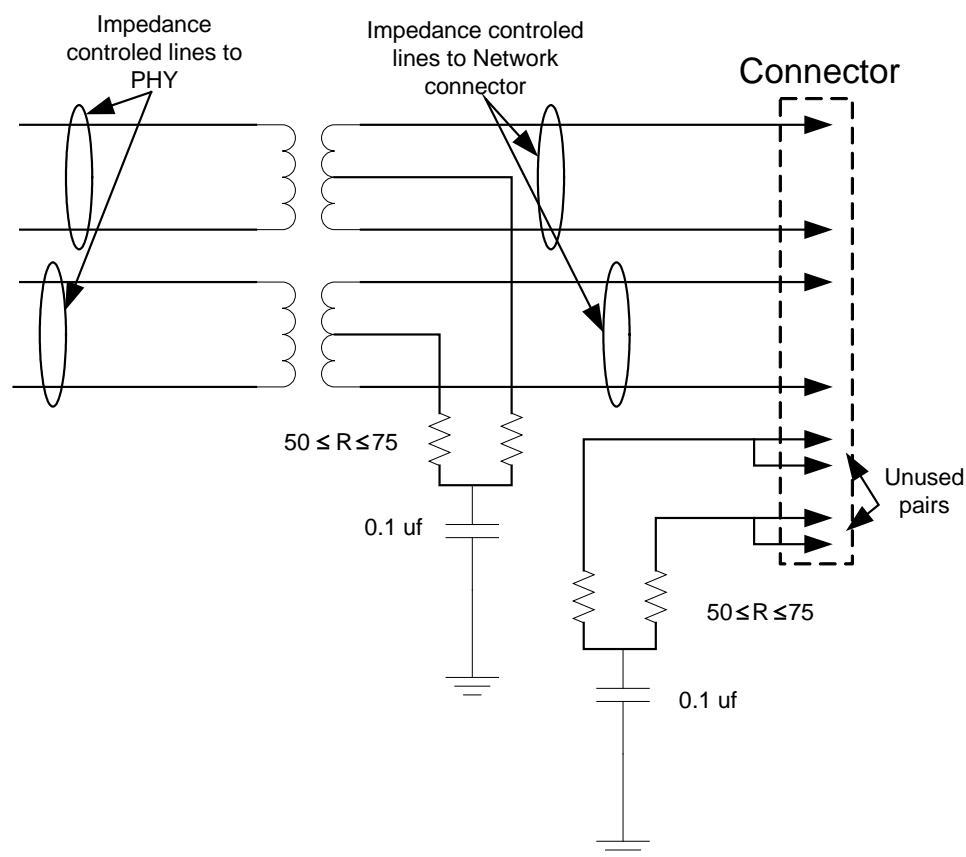 Impedance
controled lines to
PHY
Impedance controled
lines to Network
connector
Connector
50 ≤ R ≤75
0.1 uf
Unused
pairs
50≤R ≤75
0.1 uf